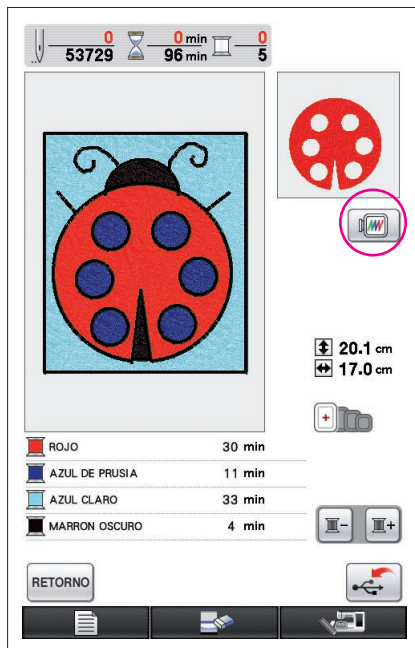 0 0 min 0
53729 96 min 5
20.1 cm
17.0 cm
ROJO 30 min
AZUL DE PRUSIA 11 min
AZUL CLARO 33 min
MARRON OSCURO 4 min
RETORNO